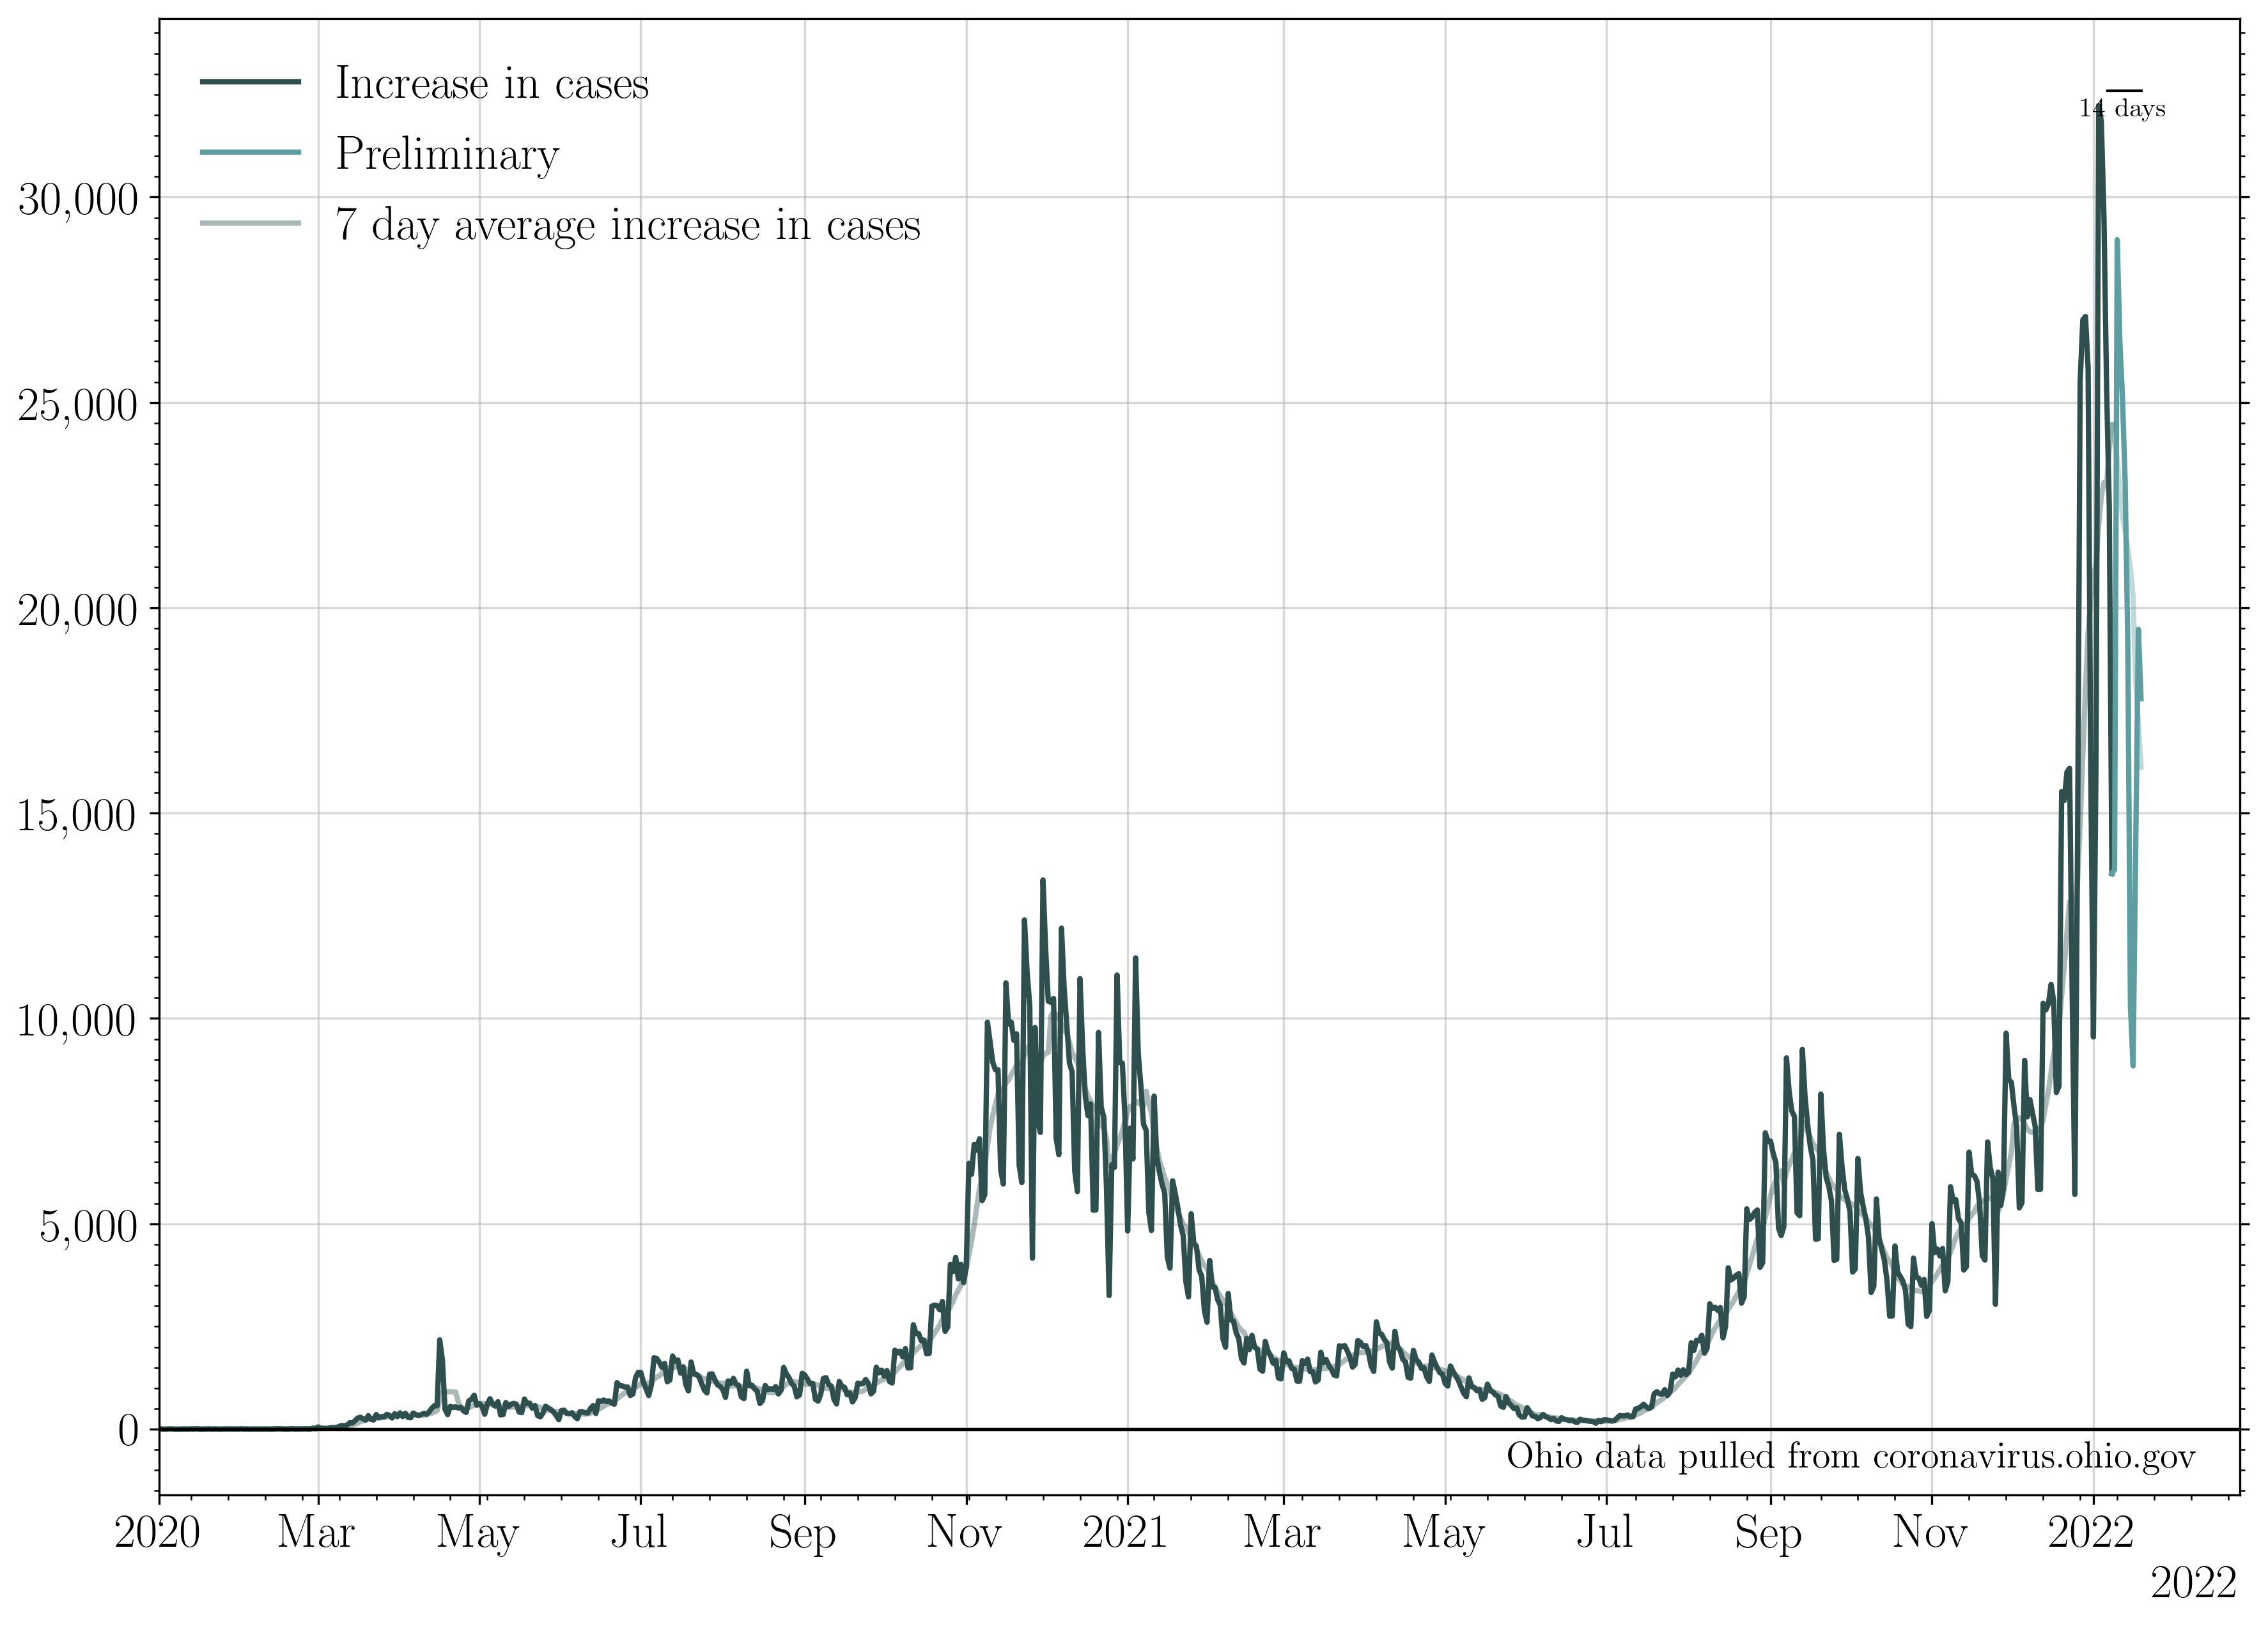 Increase in cases
Preliminary
7 day average increase in cases
14 days
30,000
25,000
20,000
15,000
10,000
5,000
0
Ohio data pulled from coronavirus.ohio.gov
2020 Mar May Jul Sep Nov 2021 Mar May Jul Sep Nov 2022
2022